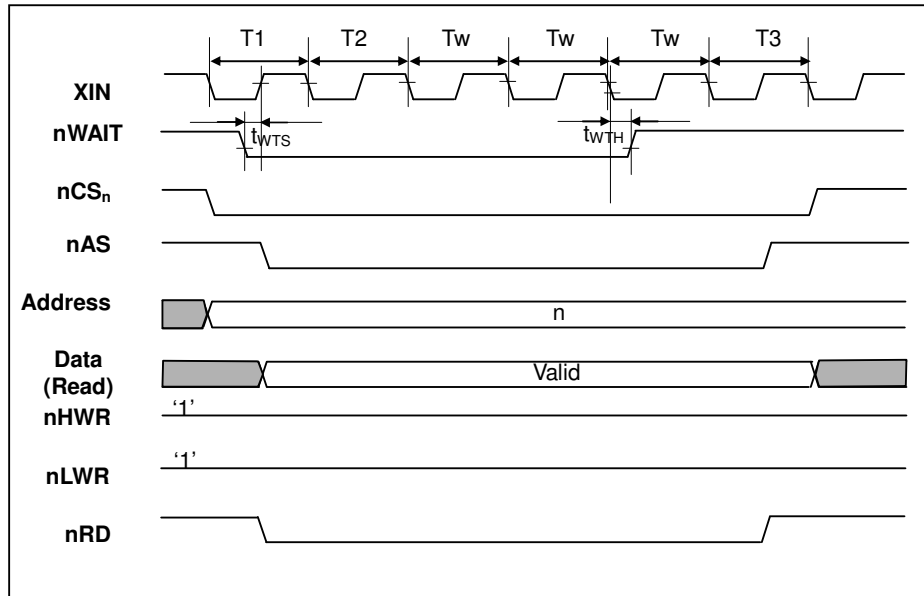 T1 T2 Tw Tw Tw T3
XIN
nWAIT
tWTS tWTH
nCSn
nAS
Address
n
Data
(Read)
Valid
nHWR
‘1’
nLWR
‘1’
nRD